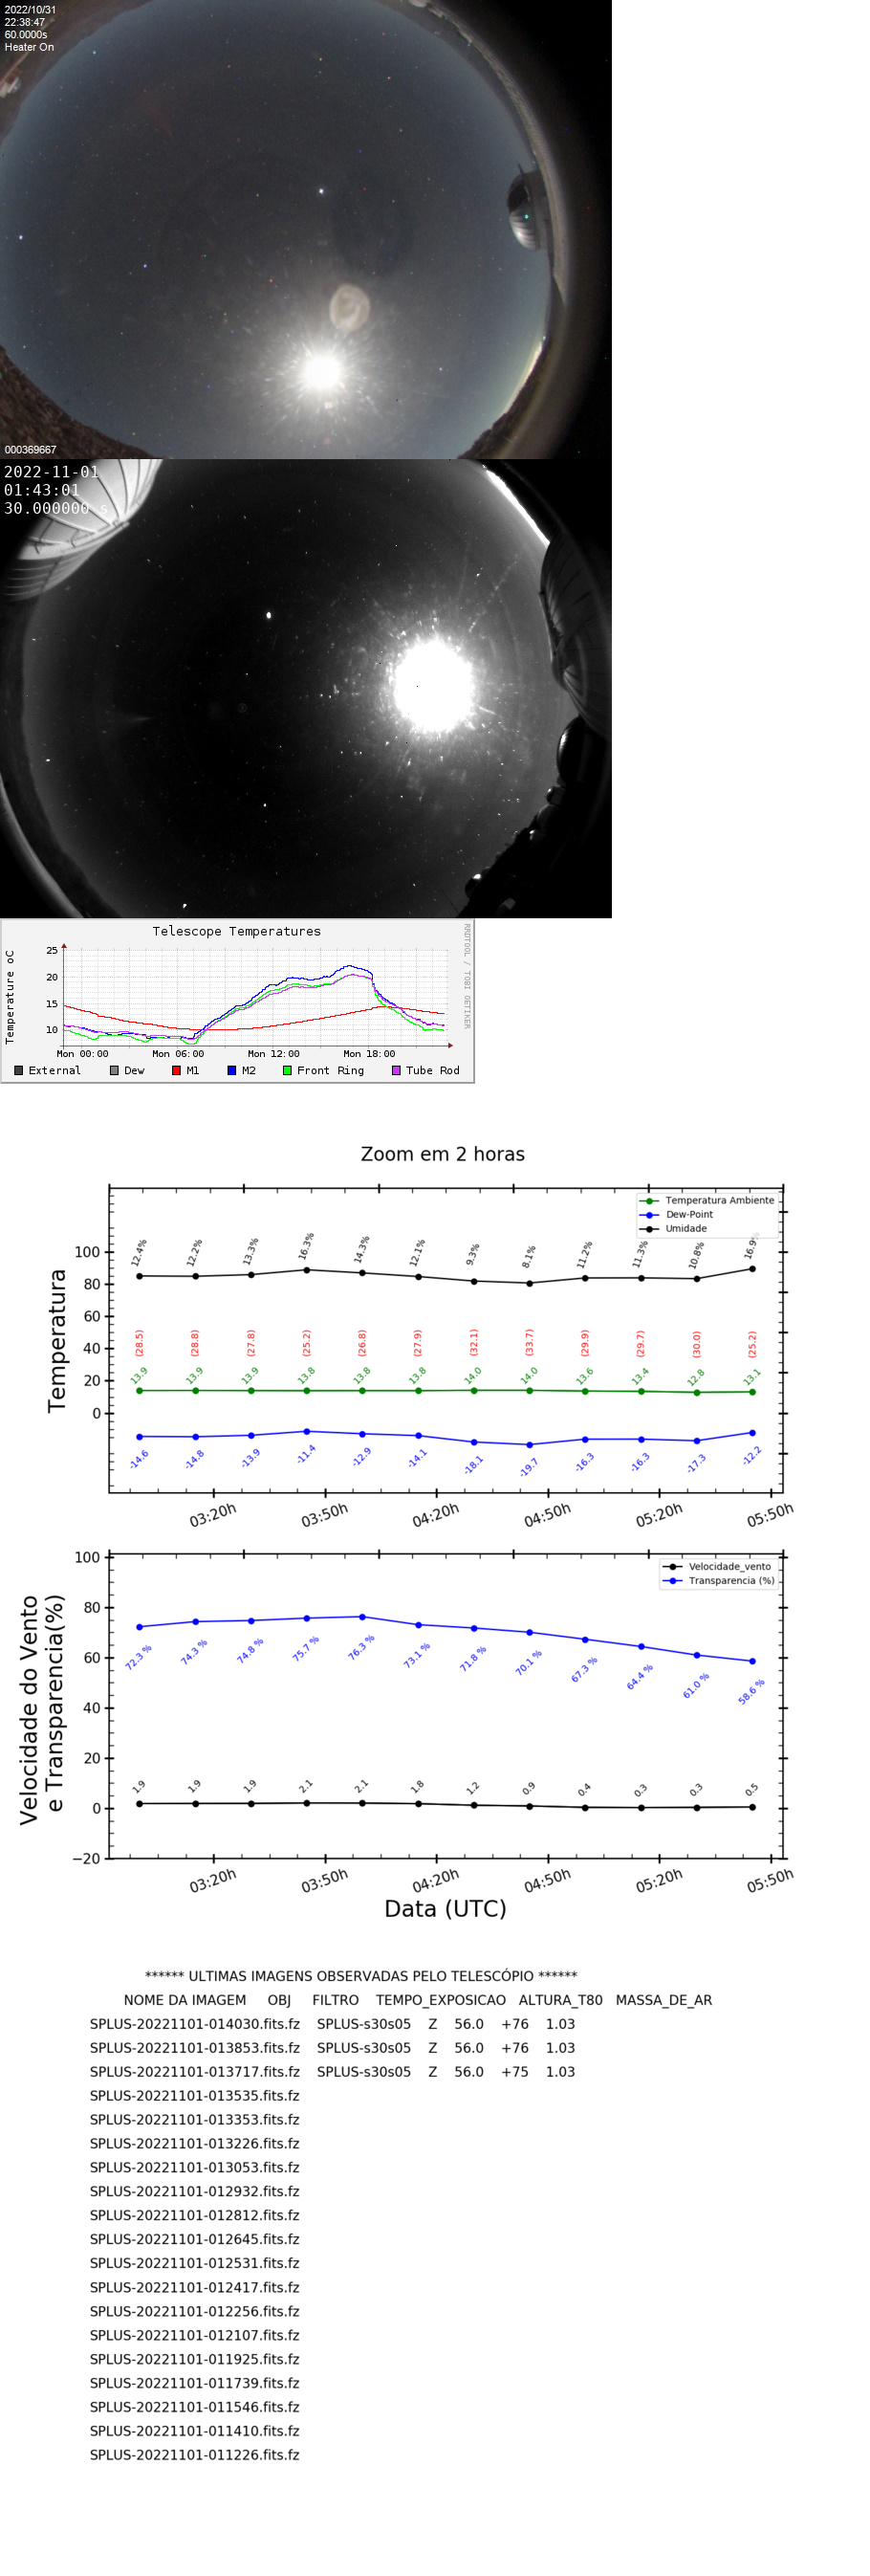 2022/10/31
22:38:47
60.0000s
Heater On
000369667
2022-11-01
01:43:01
30.000000 s
Telescope Temperatures
RRDTOOL / TOBI OETIKER
Temperature oC
25
20
15
10
Mon 00:00 Mon 06:00 Mon 12:00 Mon 18:00
External Dew M1 M2 Front Ring Tube Rod
Zoom em 2 horas
Temperatura Ambiente
Dew-Point
Umidade
Temperatura
100
80
60
40
20
0
12.4% 12.2% 13.3% 16.3% 14.3% 12.1% 9.3% 8.1% 11.2% 11.3% 10.8% 16.9%
(28.5) (28.8) (27.8) (25.2) (26.8) (27.9) (32.1) (33.7) (29.9) (29.7) (30.0) (25.2)
13.9 13.9 13.9 13.8 13.8 13.8 14.0 14.0 13.6 13.4 12.8 13.1
-14.6 -14.8 -13.9 -11.4 -12.9 -14.1 -18.1 -19.7 -16.3 -16.3 -17.3 -12.2
03:20h 03:50h 04:20h 04:50h 05:20h 05:50h
Velocidade_vento
Transparencia (%)
Velocidade do Vento
e Transparencia(%)
100
80
60
40
20
0
−20
72.3 % 74.3 % 74.8 % 75.7 % 76.3 % 73.1 % 71.8 % 70.1 % 67.3 % 64.4 % 61.0 % 58.6 %
1.9 1.9 1.9 2.1 2.1 1.8 1.2 0.9 0.4 0.3 0.3 0.5
03:20h 03:50h 04:20h 04:50h 05:20h 05:50h
Data (UTC)
****** ULTIMAS IMAGENS OBSERVADAS PELO TELESCÓPIO ******
NOME DA IMAGEM OBJ FILTRO TEMPO_EXPOSICAO ALTURA_T80 MASSA_DE_AR
SPLUS-20221101-014030.fits.fz SPLUS-s30s05 Z 56.0 +76 1.03
SPLUS-20221101-013853.fits.fz SPLUS-s30s05 Z 56.0 +76 1.03
SPLUS-20221101-013717.fits.fz SPLUS-s30s05 Z 56.0 +75 1.03
SPLUS-20221101-013535.fits.fz
SPLUS-20221101-013353.fits.fz
SPLUS-20221101-013226.fits.fz
SPLUS-20221101-013053.fits.fz
SPLUS-20221101-012932.fits.fz
SPLUS-20221101-012812.fits.fz
SPLUS-20221101-012645.fits.fz
SPLUS-20221101-012531.fits.fz
SPLUS-20221101-012417.fits.fz
SPLUS-20221101-012256.fits.fz
SPLUS-20221101-012107.fits.fz
SPLUS-20221101-011925.fits.fz
SPLUS-20221101-011739.fits.fz
SPLUS-20221101-011546.fits.fz
SPLUS-20221101-011410.fits.fz
SPLUS-20221101-011226.fits.fz